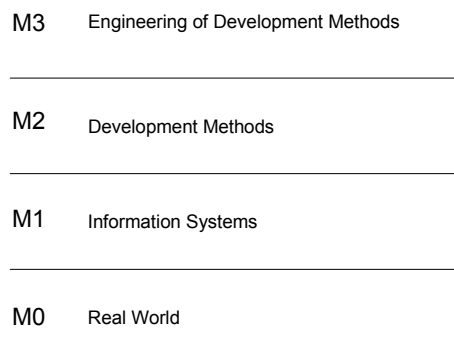 M3 Engineering of Development Methods
M2 Development Methods
M1 Information Systems
M0 Real World